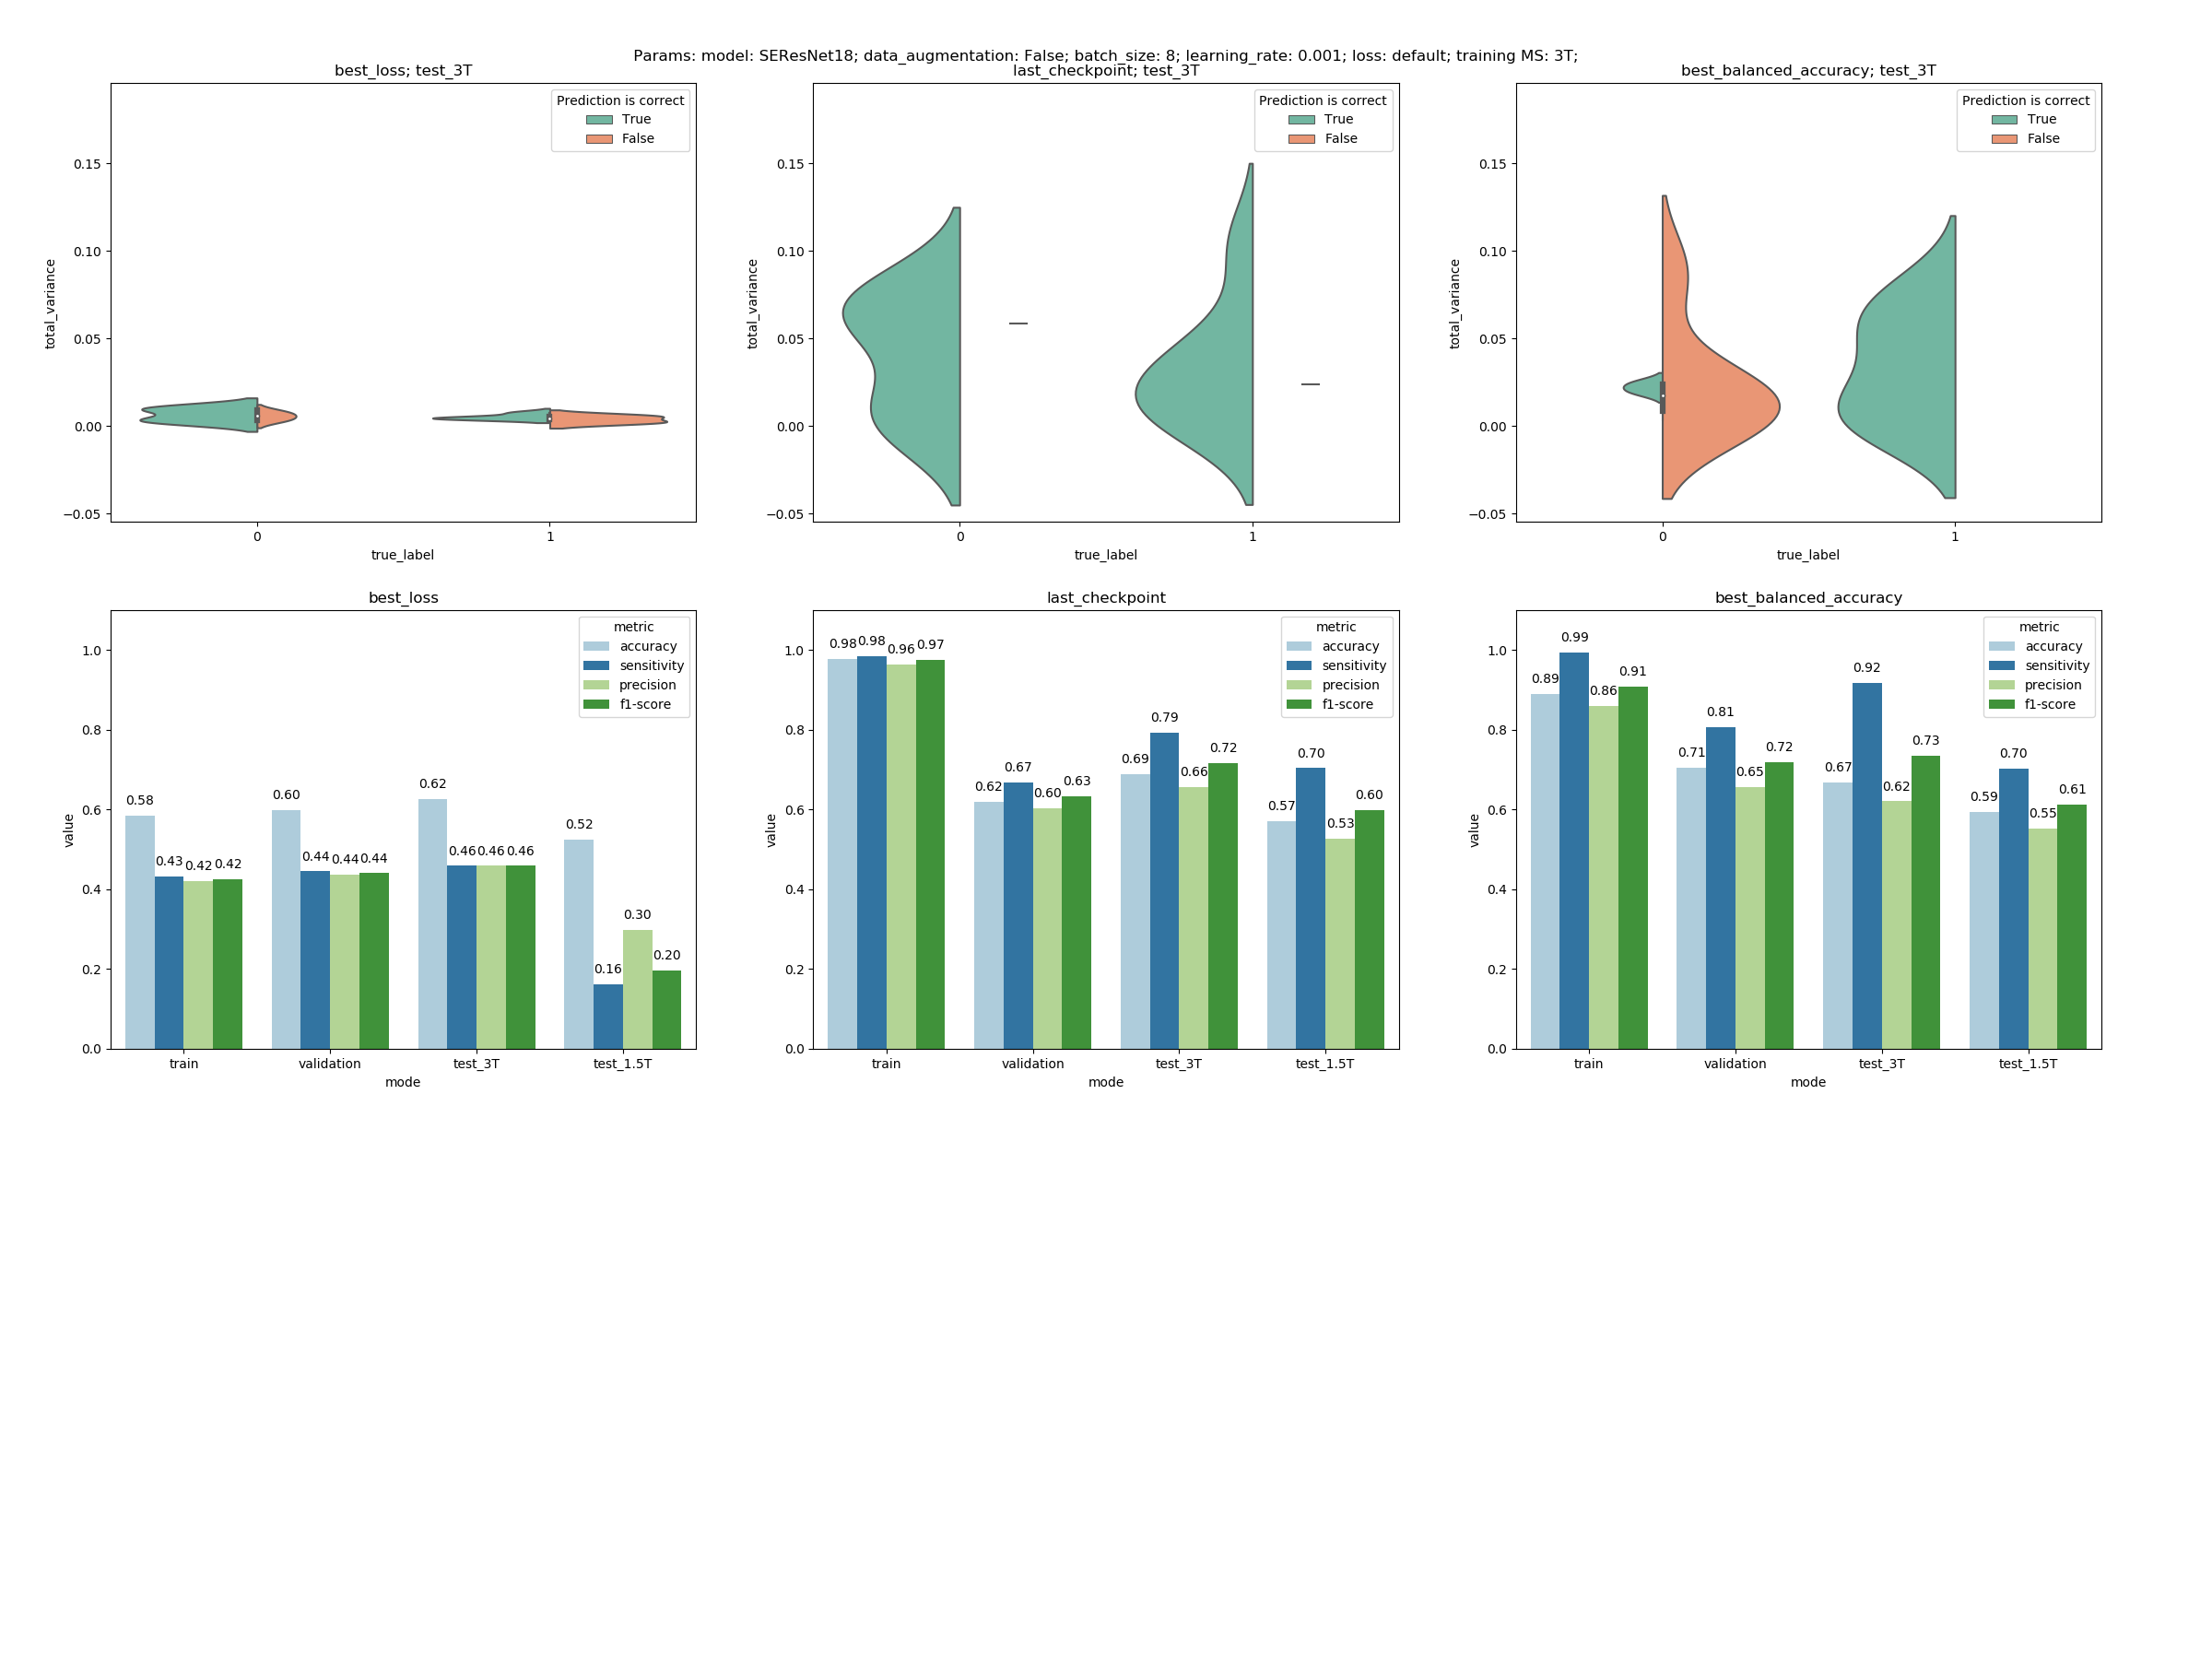 Params: model: SEResNet18; data_augmentation: False; batch_size: 8; learning_rate: 0.001; loss: default; training MS: 3T;
best_loss; test_3T
Prediction is correct
True
False
0.15
0.10
0.05
0.00
−0.05
total_variance
0
1
true_label
last_checkpoint; test_3T
Prediction is correct
True
False
0.15
0.10
0.05
0.00
−0.05
total_variance
0
1
true_label
best_balanced_accuracy; test_3T
Prediction is correct
True
False
0.15
0.10
0.05
0.00
−0.05
total_variance
0
1
true_label
best_loss
metric
accuracy
sensitivity
precision
f1-score
1.0
0.8
0.6
0.4
0.2
0.0
value
0.58
0.43
0.42
0.42
0.60
0.44
0.44
0.44
0.62
0.46
0.46
0.46
0.52
0.16
0.30
0.20
train
validation
test_3T
test_1.5T
mode
last_checkpoint
metric
accuracy
sensitivity
precision
f1-score
1.0
0.8
0.6
0.4
0.2
0.0
value
0.98
0.98
0.96
0.97
0.62
0.67
0.60
0.63
0.69
0.79
0.66
0.72
0.57
0.70
0.53
0.60
train
validation
test_3T
test_1.5T
mode
best_balanced_accuracy
metric
accuracy
sensitivity
precision
f1-score
1.0
0.8
0.6
0.4
0.2
0.0
value
0.89
0.99
0.86
0.91
0.71
0.81
0.65
0.72
0.67
0.92
0.62
0.73
0.59
0.70
0.55
0.61
train
validation
test_3T
test_1.5T
mode